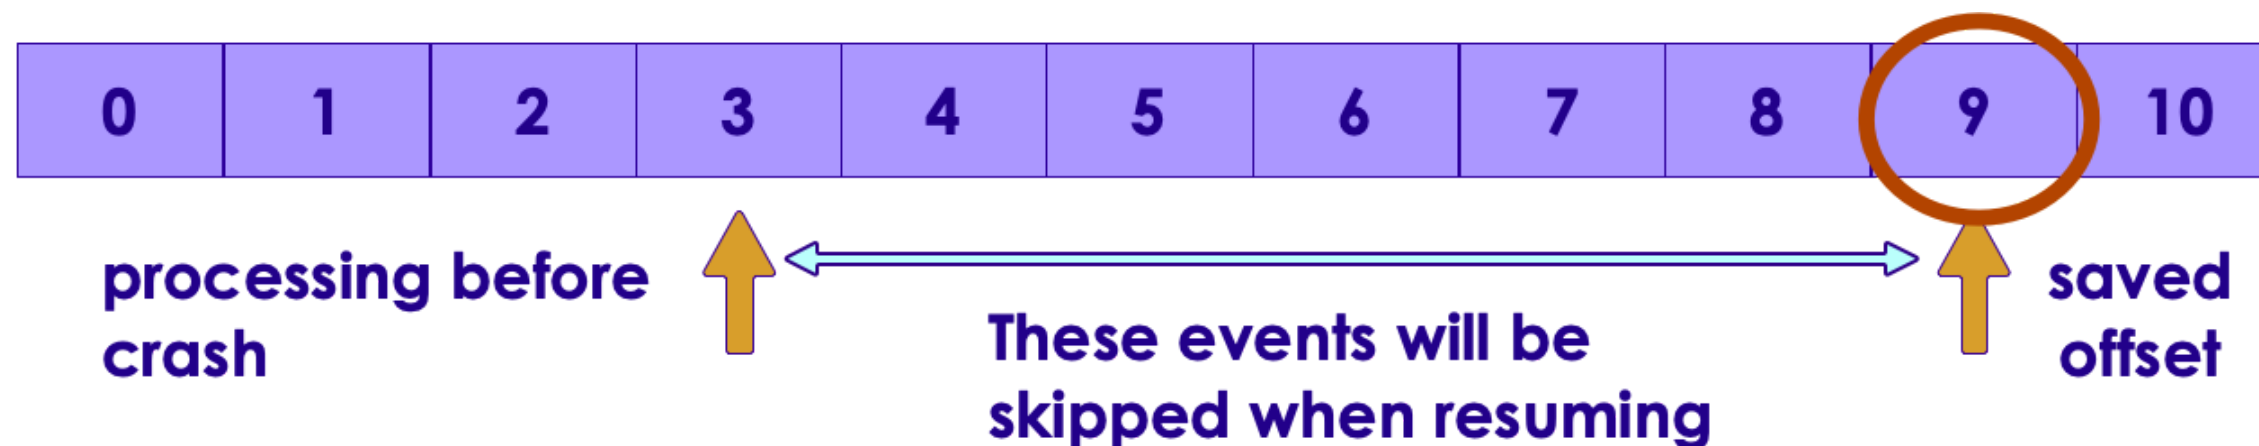 0 1 2 3 4 5 6 7 8 9 10
processing before
crash
These events will be
skipped when resuming
saved
offset